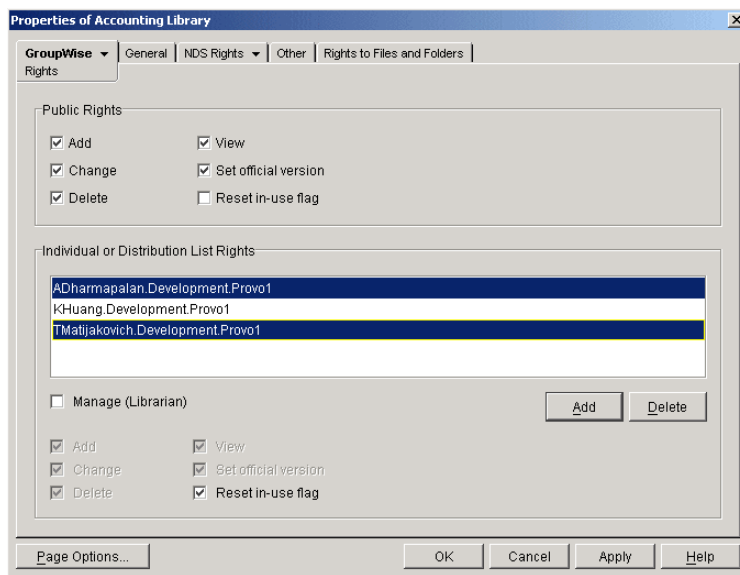 Properties of Accounting Library
GroupWise General NDS Rights Other Rights to Files and Folders
Rights
Public Rights
Add View
Change Set official version
Delete Reset in-use flag
Individual or Distribution List Rights
ADharmapalan.Development.Provo1
KHuang.Development.Provo1
TMatijakovich.Development.Provo1
Manage (Librarian) Add Delete
Add View
Change Set official version
Delete Reset in-use flag
Page Options... OK Cancel Apply Help